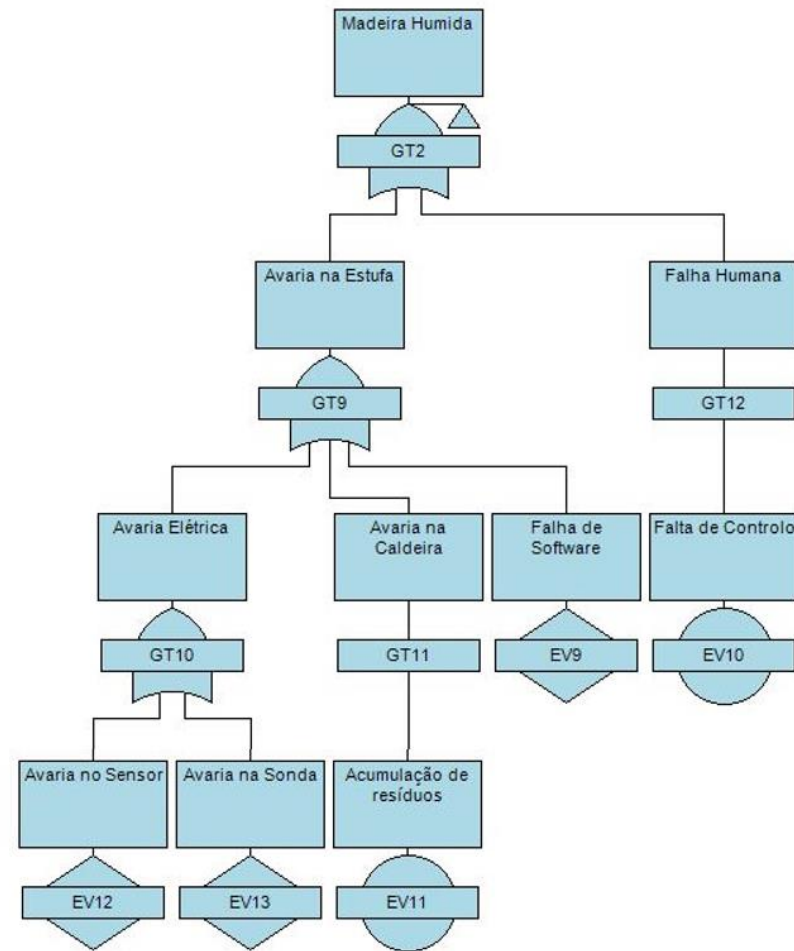 Madeira Humida
GT2
Avaria na Estufa
Falha Humana
GT9
GT12
Avaria Elétrica
Avaria na
Caldeira
Falha de
Software
Falta de Controlo
GT10
GT11
EV9
EV10
Avaria no Sensor
Avaria na Sonda
Acumulação de
resíduos
EV12
EV13
EV11